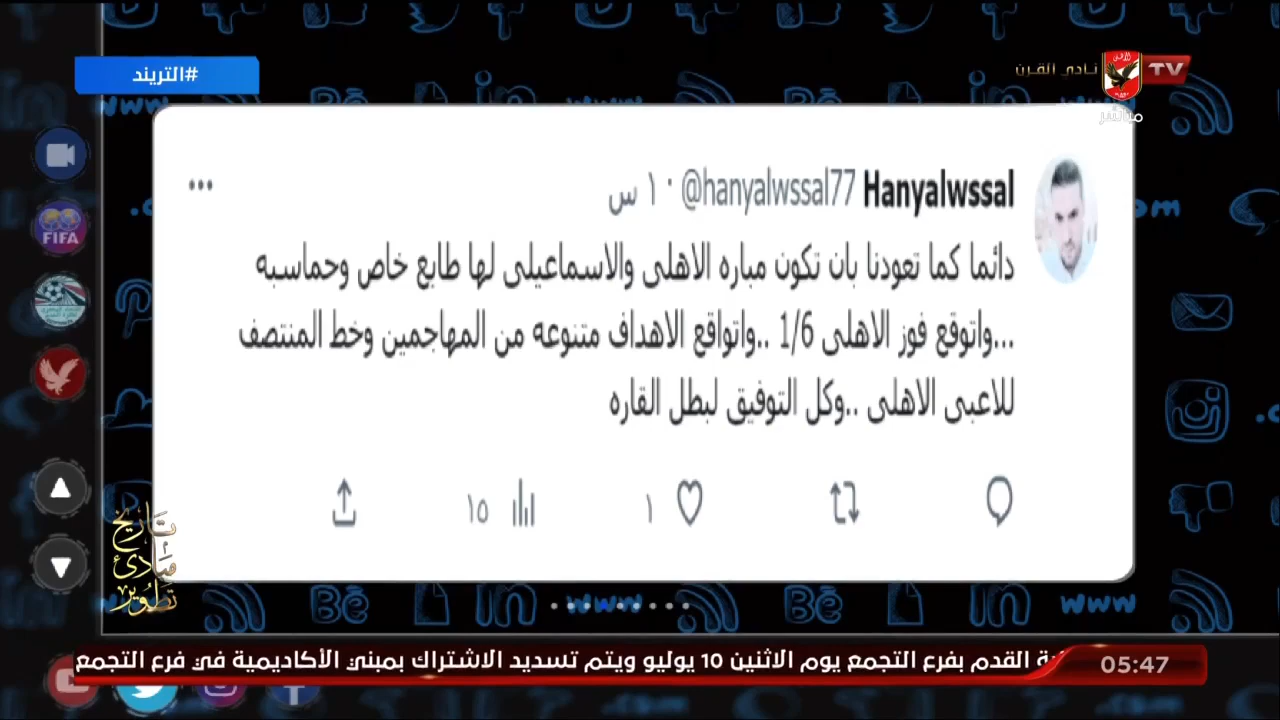 #التريند
نادي القرن
TV
مباشر
Hanyalwssal @hanyalwssal77 · ١ س
دائما كما تعودنا بان تكون مباره الاهلى والاسماعيلى لها طابع خاص وحماسيه
...واتوقع فوز الاهلى 1/6 ..واتواقع الاهداف متنوعه من المهاجمين وخط المنتصف
للاعبى الاهلى ..وكل التوفيق لبطل القاره
١
١٥
FIFA
تاريخ
مبادئ
تطوير
القدم بفرع التجمع يوم الاثنين 10 يوليو ويتم تسديد الاشتراك بمبني الأكاديمية في فرع التجمع
05:47